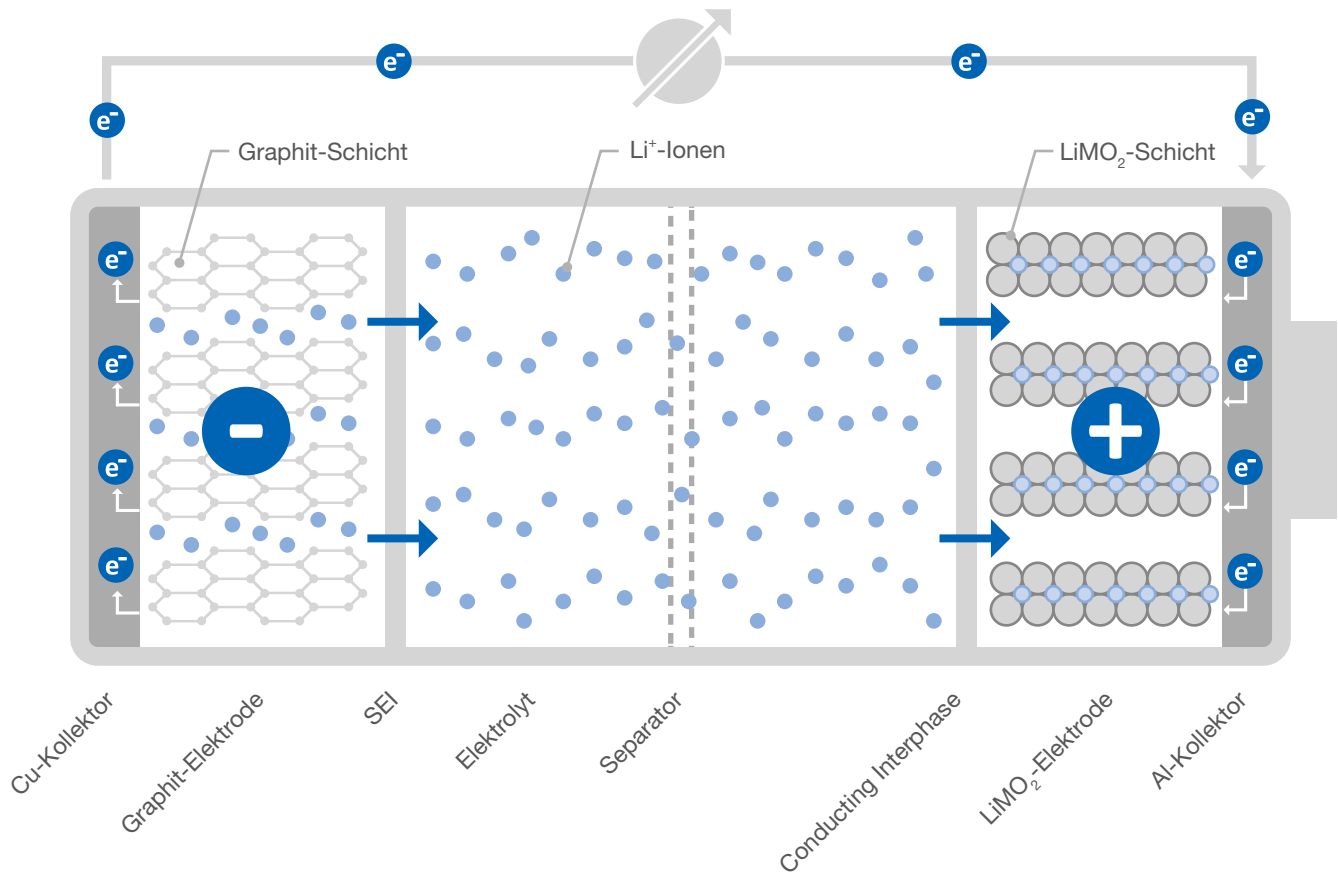 e⁻
e⁻
e⁻
e⁻
Graphit-Schicht
Li⁺-Ionen
LiMO₂-Schicht
e⁻
e⁻
e⁻
e⁻
-
+
e⁻
e⁻
e⁻
e⁻
Cu-Kollektor
Graphit-Elektrode
SEI
Elektrolyt
Separator
Conducting Interphase
LiMO₂-Elektrode
Al-Kollektor